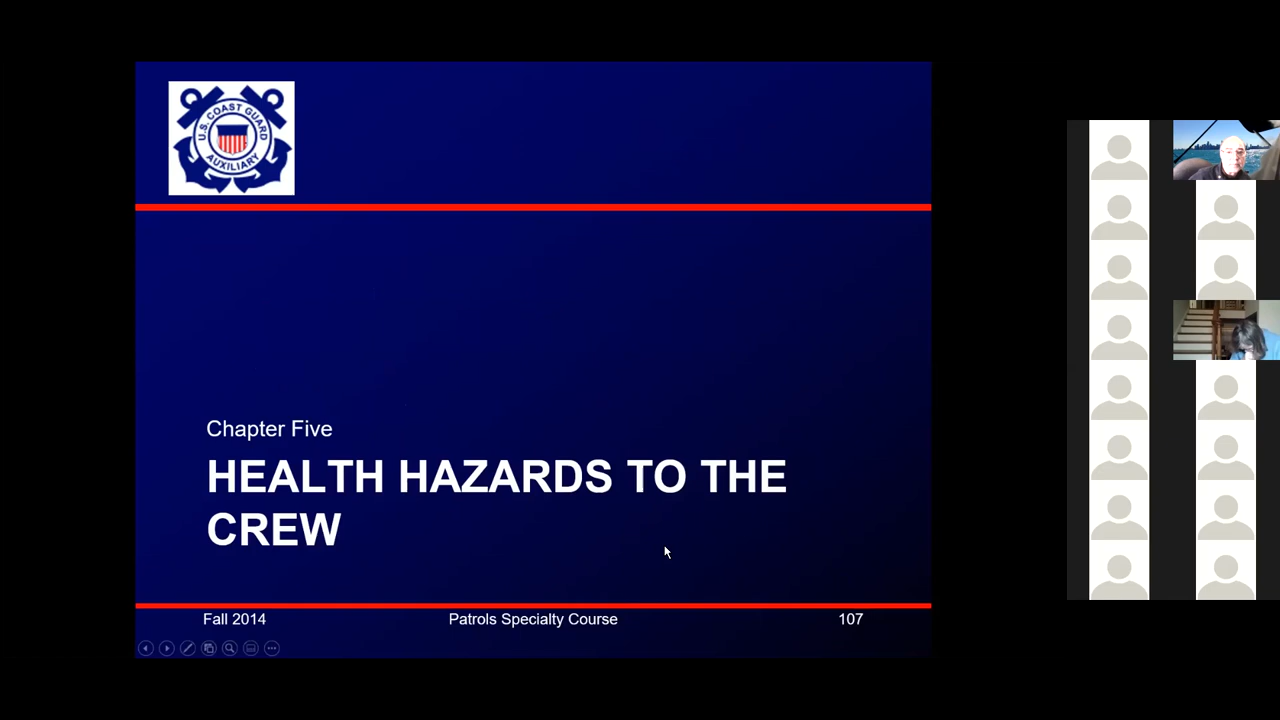 U.S. COAST GUARD
AUXILIARY
Chapter Five
HEALTH HAZARDS TO THE
CREW
Fall 2014
Patrols Specialty Course
107